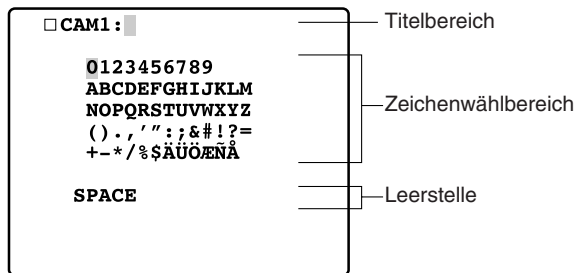 □CAM1:
Titelbereich
0123456789
ABCDEFGHIJKLM
NOPQRSTUVWXYZ
().,′″:;&#!?=
+-*/%$ÄÜÖÆÑÅ
Zeichenwählbereich
SPACE
Leerstelle